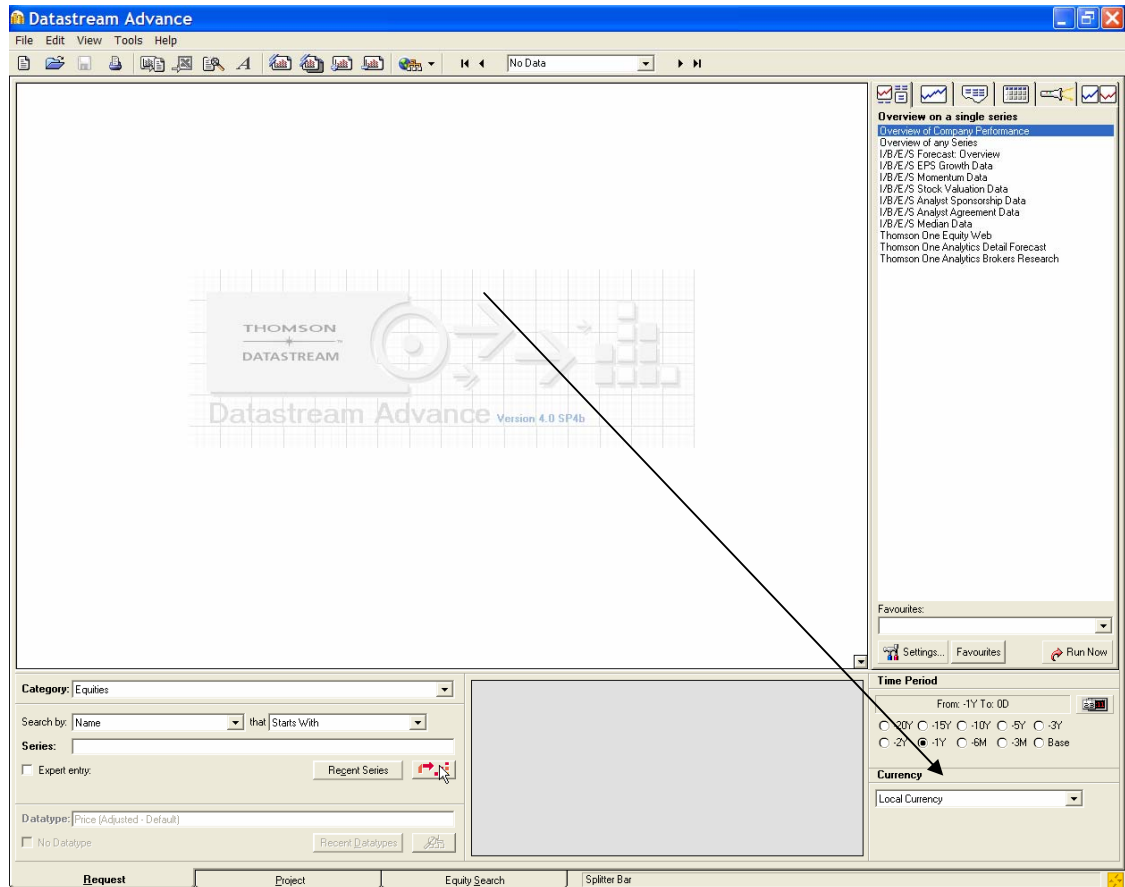 Datastream Advance
File Edit View Tools Help
No Data
Overview on a single series
Overview of Company Performance
Overview of any Series
I/B/E/S Forecast: Overview
I/B/E/S EPS Growth Data
I/B/E/S Momentum Data
I/B/E/S Stock Valuation Data
I/B/E/S Analyst Sponsorship Data
I/B/E/S Analyst Agreement Data
I/B/E/S Median Data
Thomson One Equity Web
Thomson One Analytics Detail Forecast
Thomson One Analytics Brokers Research
THOMSON
DATASTREAM
Datastream Advance Version 4.0 SP4b
Favourites:
Settings... Favourites Run Now
Category: Equities
Search by: Name that Starts With
Series:
Expert entry: Recent Series
Datatype: Price (Adjusted - Default)
No Datatype Recent Datatypes
Time Period
From: -1Y To: 0D
-20Y -15Y -10Y -5Y -3Y
-2Y -1Y -6M -3M Base
Currency
Local Currency
Request Project Equity Search Splitter Bar